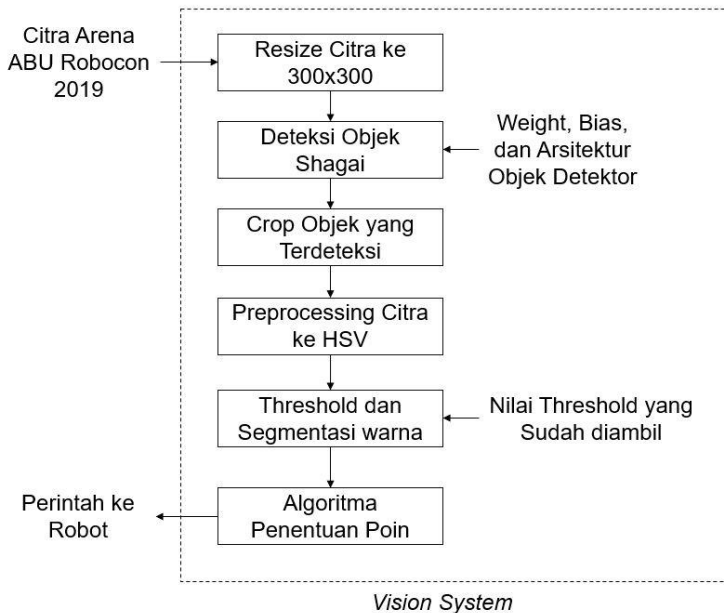 Citra Arena
ABU Robocon
2019
Resize Citra ke
300x300
Deteksi Objek
Shagai
Weight, Bias,
dan Arsitektur
Objek Detektor
Crop Objek yang
Terdeteksi
Preprocessing Citra
ke HSV
Threshold dan
Segmentasi warna
Nilai Threshold yang
Sudah diambil
Perintah ke
Robot
Algoritma
Penentuan Poin
Vision System